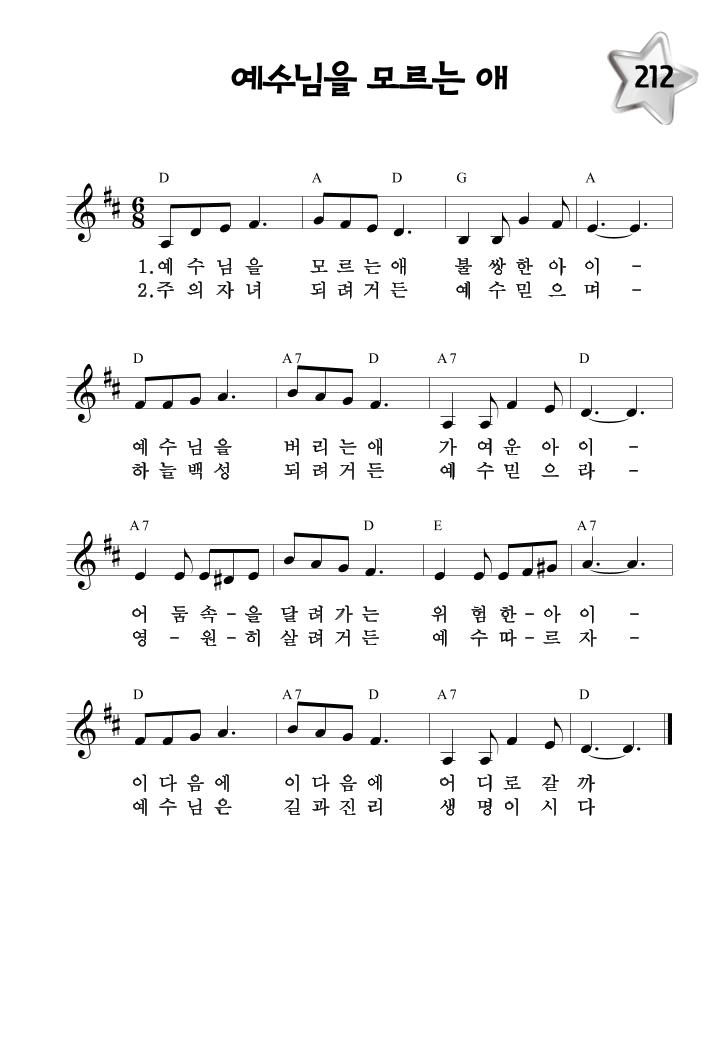 예수님을 모르는 애
212
D A D G A
1.예 수 님 을 모 르 는 애 불 쌍 한 아 이 -
2.주 의 자 녀 되 려 거 든 예 수 믿 으 며 -
D A7 D A7 D
예 수 님 을 버 리 는 애 가 여 운 아 이 -
하 늘 백 성 되 려 거 든 예 수 믿 으 라 -
A7 D E A7
어 둠 속 - 을 달 려 가 는 위 험 한 - 아 이 -
영 - 원 - 히 살 려 거 든 예 수 따 - 르 자 -
D A7 D A7 D
이 다 음 에 이 다 음 에 어 디 로 갈 까
예 수 님 은 길 과 진 리 생 명 이 시 다